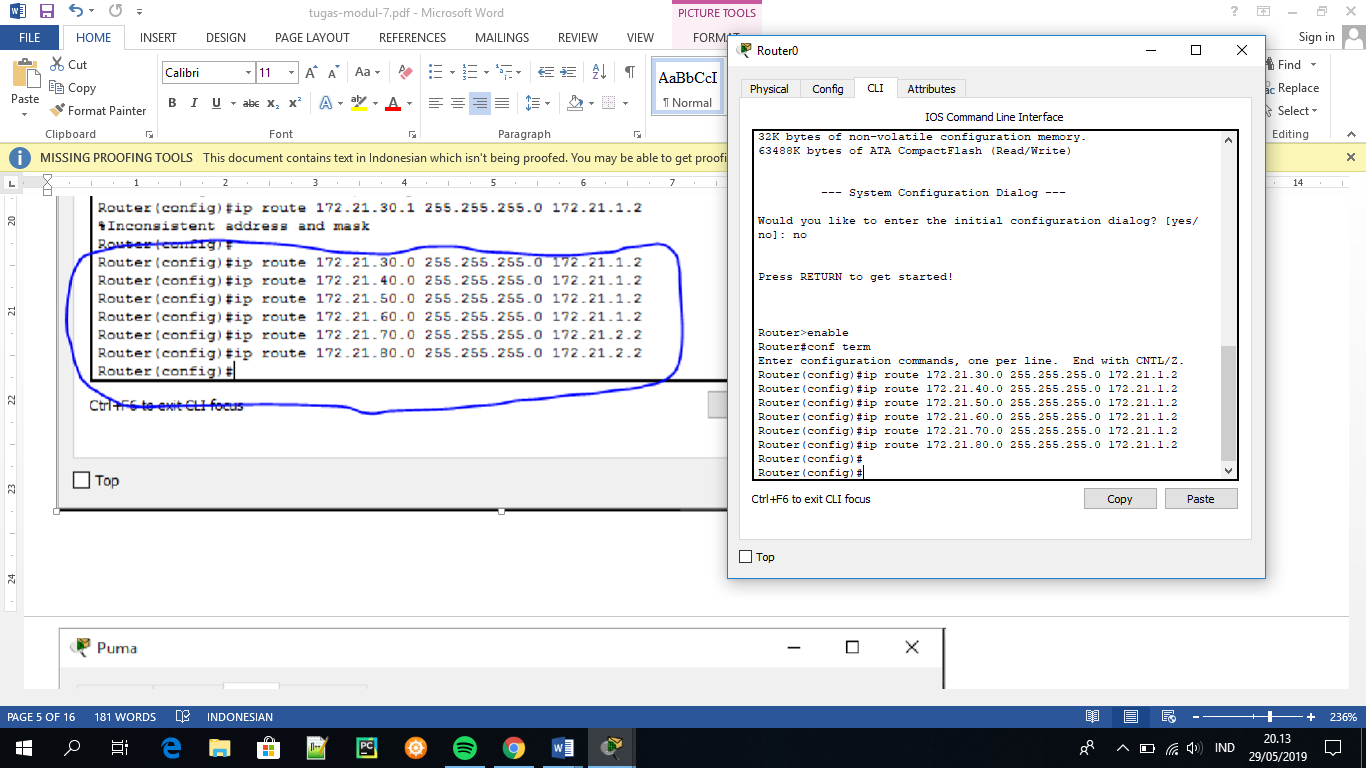 tugas-modul-7.pdf - Microsoft Word
PICTURE TOOLS
Sign in
FILE HOME INSERT DESIGN PAGE LAYOUT REFERENCES MAILINGS REVIEW VIEW FORMAT
Paste
Cut
Copy
Format Painter
Clipboard
Calibri 11
Font
Paragraph
AaBbCcI
¶ Normal
Find
Replace
Select
Editing
MISSING PROOFING TOOLS This document contains text in Indonesian which isn't being proofed. You may be able to get proofi
1 2 3 4 5 6 7 14
20
21
22
23
24
Router(config)#ip route 172.21.30.1 255.255.255.0 172.21.1.2
%Inconsistent address and mask
Router(config)#
Router(config)#ip route 172.21.30.0 255.255.255.0 172.21.1.2
Router(config)#ip route 172.21.40.0 255.255.255.0 172.21.1.2
Router(config)#ip route 172.21.50.0 255.255.255.0 172.21.1.2
Router(config)#ip route 172.21.60.0 255.255.255.0 172.21.1.2
Router(config)#ip route 172.21.70.0 255.255.255.0 172.21.2.2
Router(config)#ip route 172.21.80.0 255.255.255.0 172.21.2.2
Router(config)#
Ctrl+F6 to exit CLI focus
Top
Puma
Router0
Physical Config CLI Attributes
IOS Command Line Interface
32K bytes of non-volatile configuration memory.
63488K bytes of ATA CompactFlash (Read/Write)
--- System Configuration Dialog ---
Would you like to enter the initial configuration dialog? [yes/
no]: no
Press RETURN to get started!
Router>enable
Router#conf term
Enter configuration commands, one per line. End with CNTL/Z.
Router(config)#ip route 172.21.30.0 255.255.255.0 172.21.1.2
Router(config)#ip route 172.21.40.0 255.255.255.0 172.21.1.2
Router(config)#ip route 172.21.50.0 255.255.255.0 172.21.1.2
Router(config)#ip route 172.21.60.0 255.255.255.0 172.21.1.2
Router(config)#ip route 172.21.70.0 255.255.255.0 172.21.1.2
Router(config)#ip route 172.21.80.0 255.255.255.0 172.21.1.2
Router(config)#
Router(config)#
Ctrl+F6 to exit CLI focus
Copy
Paste
Top
PAGE 5 OF 16 181 WORDS INDONESIAN
236%
IND
20.13
29/05/2019